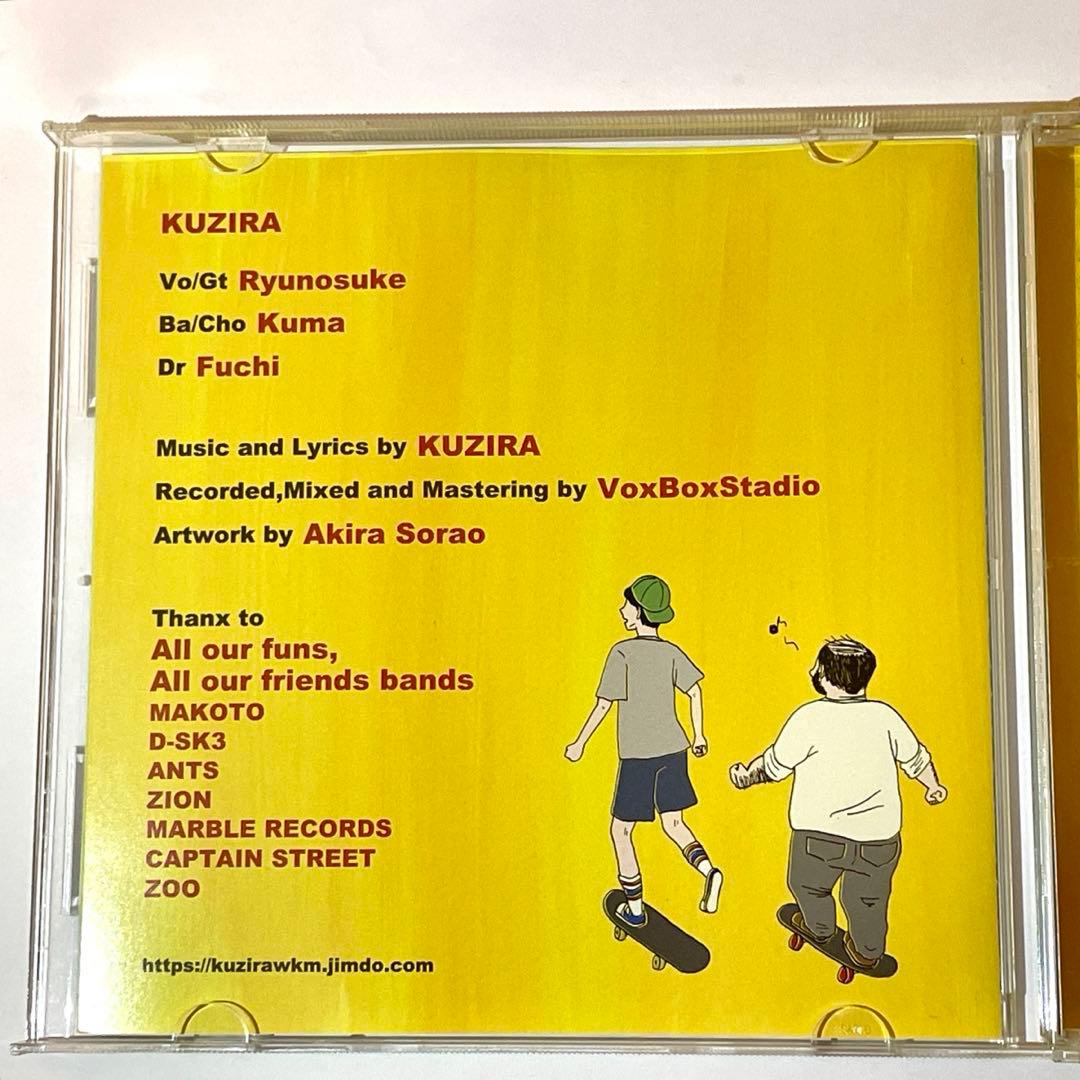 KUZIRA
Vo/Gt Ryunosuke
Ba/Cho Kuma
Dr Fuchi
Music and Lyrics by KUZIRA
Recorded,Mixed and Mastering by VoxBoxStadio
Artwork by Akira Sorao
Thanx to
All our funs,
All our friends bands
MAKOTO
D-SK3
ANTS
ZION
MARBLE RECORDS
CAPTAIN STREET
ZOO
https://kuzirawkm.jimdo.com